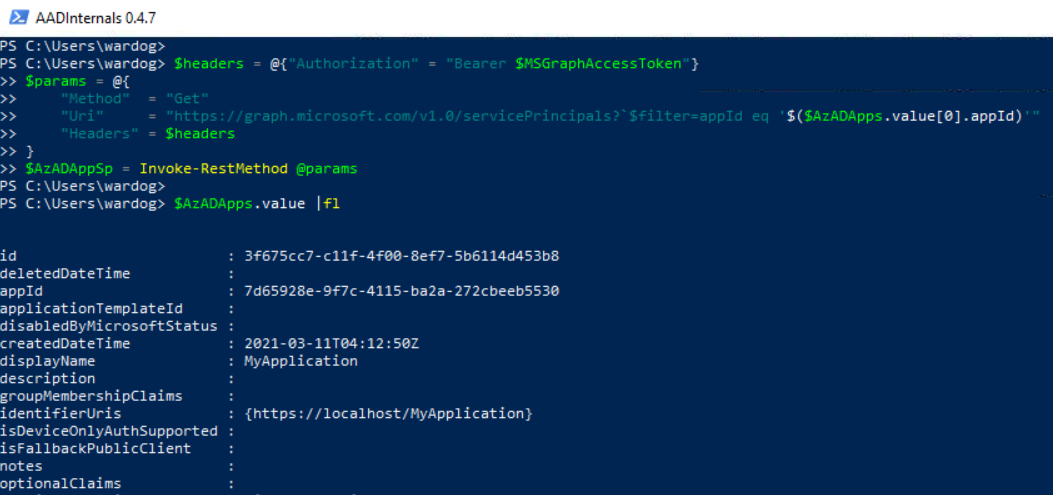 AADInternals 0.4.7
PS C:\Users\wardog>
PS C:\Users\wardog> $headers = @{"Authorization" = "Bearer $MSGraphAccessToken"}
>> $params = @{
>>     "Method"  = "Get"
>>     "Uri"     = "https://graph.microsoft.com/v1.0/servicePrincipals?`$filter=appId eq '$($AzADApps.value[0].appId)'"
>>     "Headers" = $headers
>> }
>> $AzADAppSp = Invoke-RestMethod @params
PS C:\Users\wardog>
PS C:\Users\wardog> $AzADApps.value |fl
id                        : 3f675cc7-c11f-4f00-8ef7-5b6114d453b8
deletedDateTime           :
appId                     : 7d65928e-9f7c-4115-ba2a-272cbeeb5530
applicationTemplateId     :
disabledByMicrosoftStatus :
createdDateTime           : 2021-03-11T04:12:50Z
displayName               : MyApplication
description               :
groupMembershipClaims     :
identifierUris            : {https://localhost/MyApplication}
isDeviceOnlyAuthSupported :
isFallbackPublicClient    :
notes                     :
optionalClaims            :